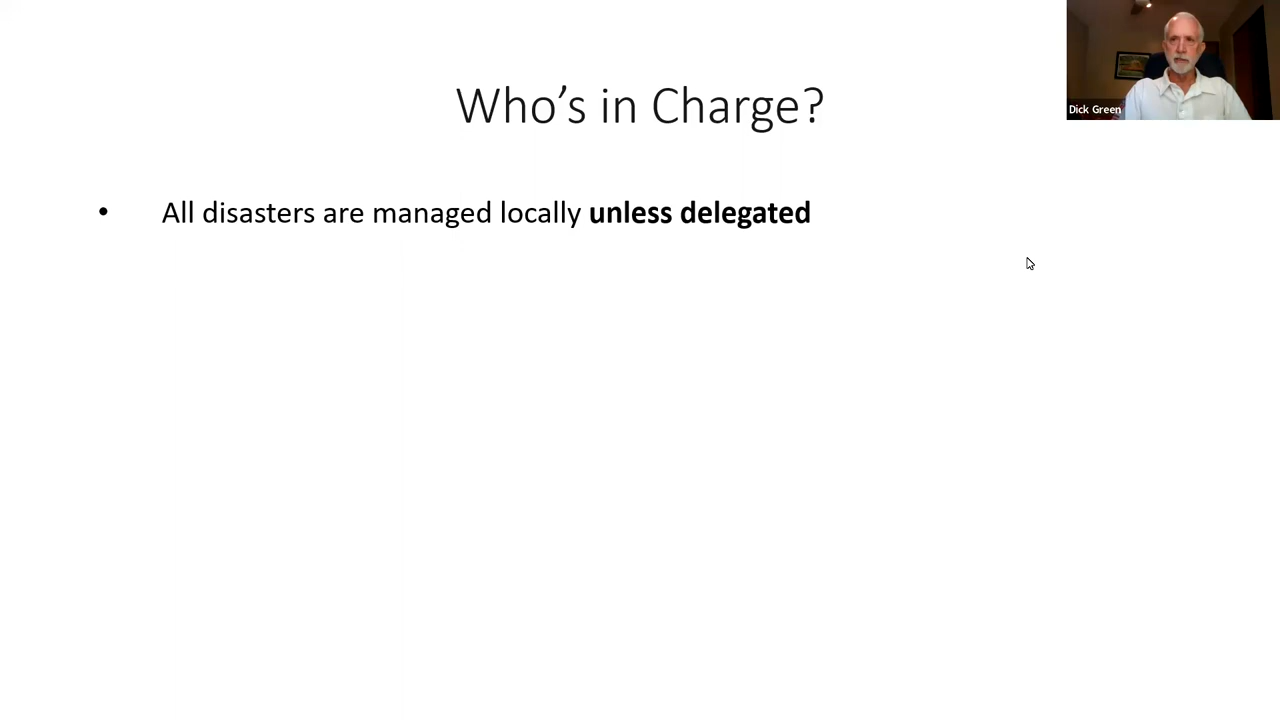 Who’s in Charge?
• All disasters are managed locally unless delegated
Dick Green